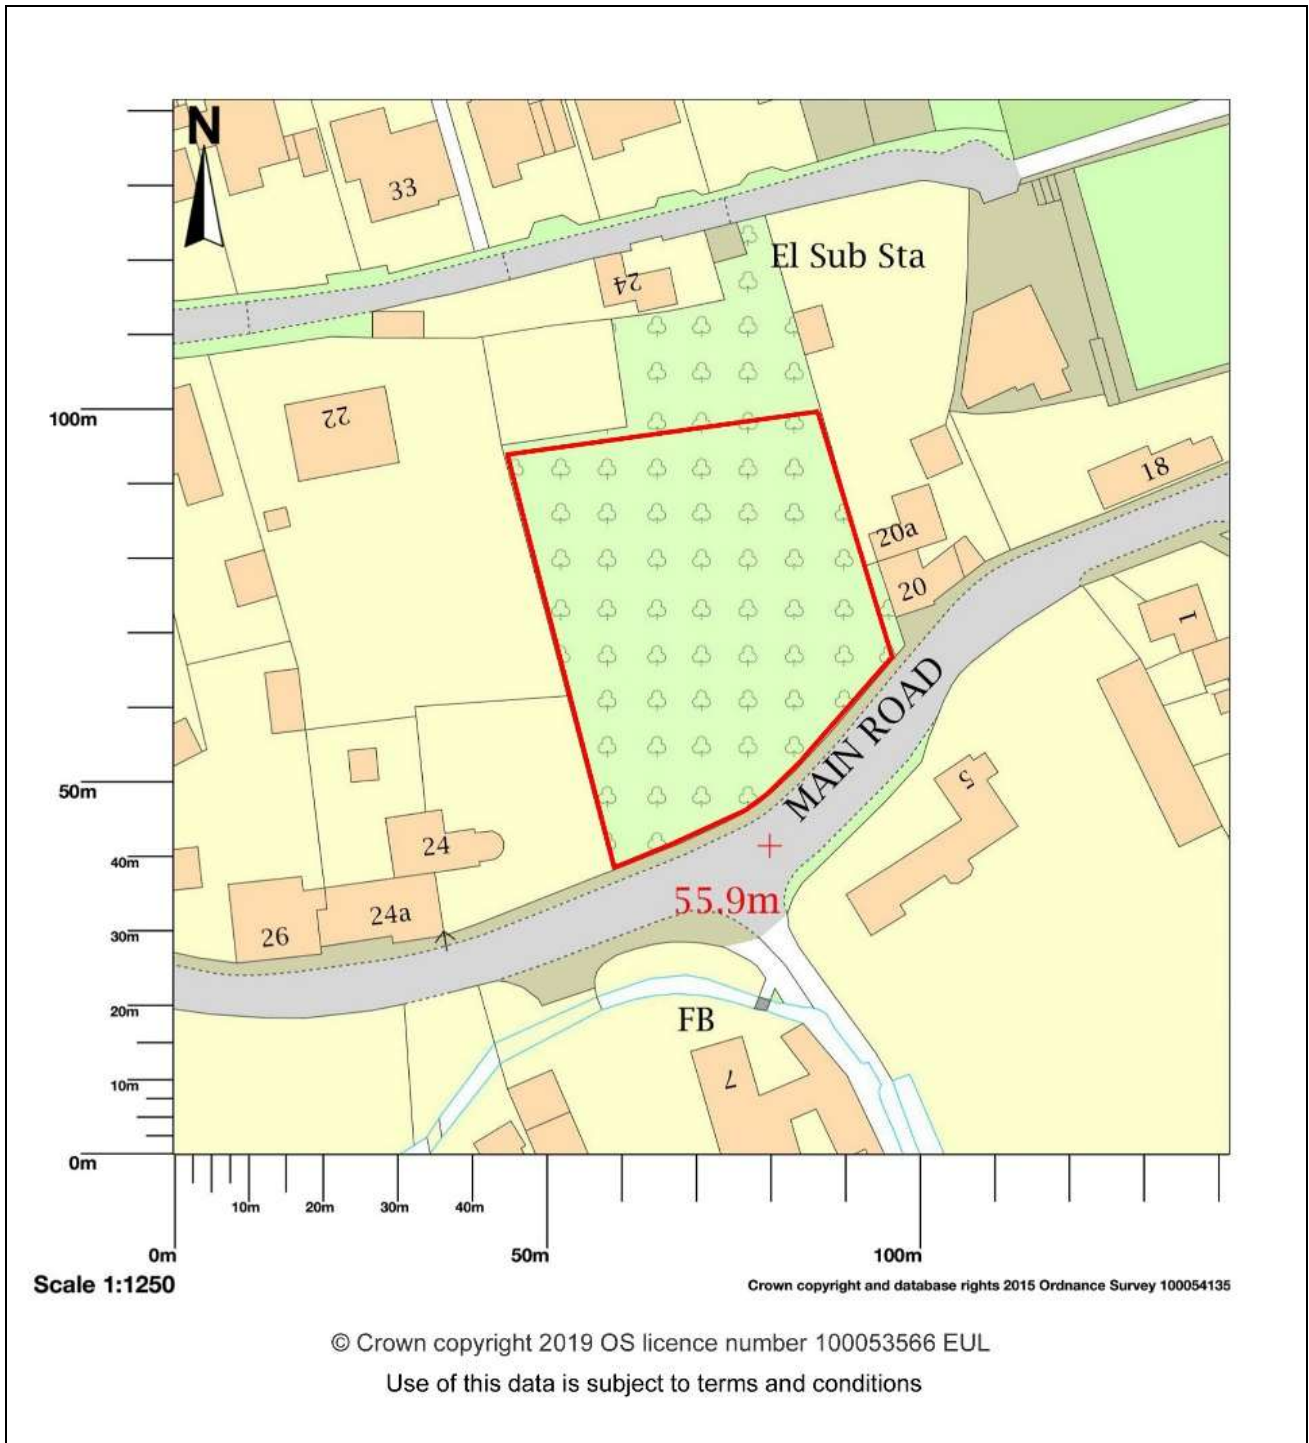 N
33
El Sub Sta
24
22
100m
18
20a
20
1
MAIN ROAD
50m
5
24
40m
55.9m
24a
26
30m
20m
FB
10m
7
0m
10m 20m 30m 40m
0m 50m 100m
Scale 1:1250
Crown copyright and database rights 2015 Ordnance Survey 100054135
© Crown copyright 2019 OS licence number 100053566 EUL
Use of this data is subject to terms and conditions